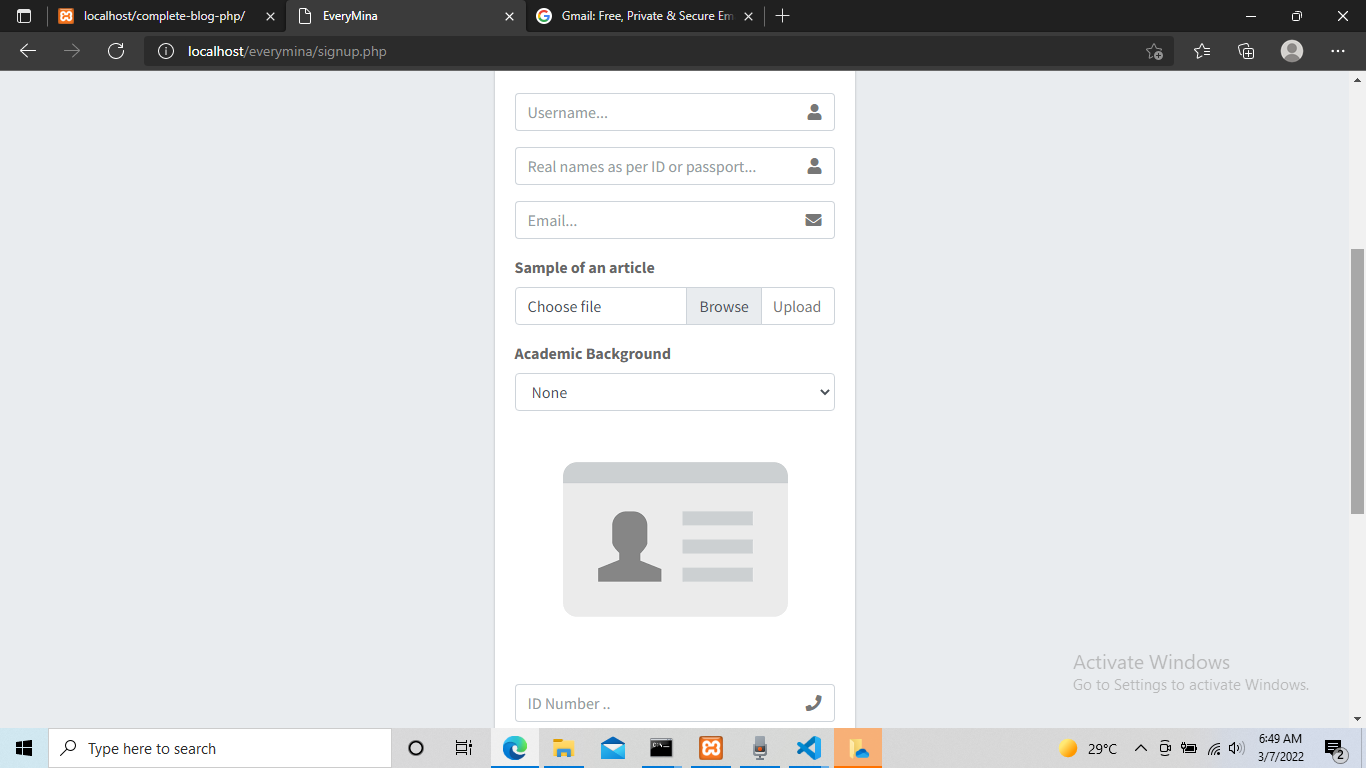 localhost/complete-blog-php/
EveryMina
Gmail: Free, Private & Secure Em
localhost/everymina/signup.php
Username...
Real names as per ID or passport...
Email...
Sample of an article
Choose file
Browse
Upload
Academic Background
None
ID Number ..
Activate Windows
Go to Settings to activate Windows.
Type here to search
29°C
6:49 AM
3/7/2022
2